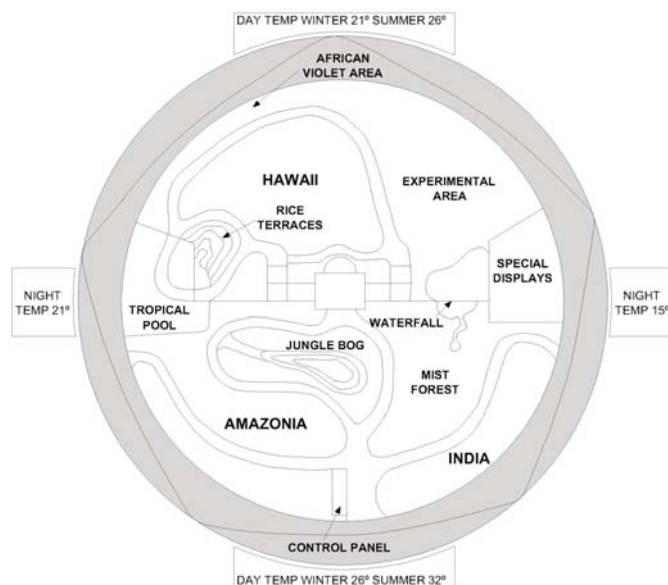 DAY TEMP WINTER 21º SUMMER 26º
AFRICAN
VIOLET AREA
HAWAII
EXPERIMENTAL
AREA
RICE
TERRACES
SPECIAL
DISPLAYS
NIGHT
TEMP 21º
NIGHT
TEMP 15º
TROPICAL
POOL
WATERFALL
JUNGLE BOG
MIST
FOREST
AMAZONIA
INDIA
CONTROL PANEL
DAY TEMP WINTER 26º SUMMER 32º